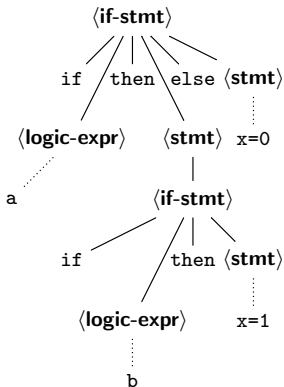 ⟨if-stmt⟩
if then else ⟨stmt⟩
⟨logic-expr⟩ ⟨stmt⟩ x=0
a ⟨if-stmt⟩
if then ⟨stmt⟩
⟨logic-expr⟩ x=1
b